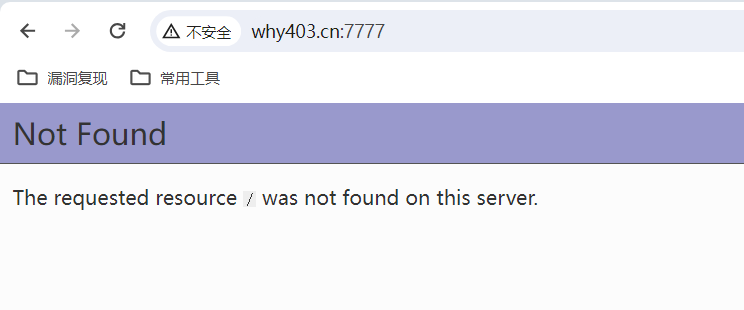 不安全 why403.cn:7777
漏洞复现 常用工具
Not Found
The requested resource / was not found on this server.